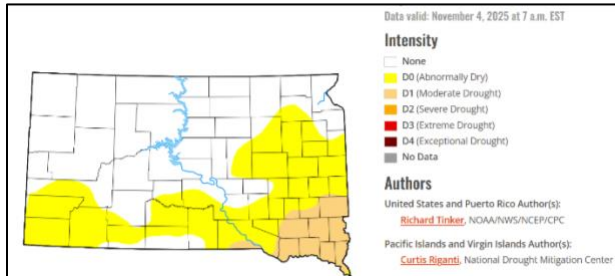 Data valid: November 4, 2025 at 7 a.m. EST
Intensity
None
D0 (Abnormally Dry)
D1 (Moderate Drought)
D2 (Severe Drought)
D3 (Extreme Drought)
D4 (Exceptional Drought)
No Data
Authors
United States and Puerto Rico Author(s):
Richard Tinker, NOAA/NWS/NCEP/CPC
Pacific Islands and Virgin Islands Author(s):
Curtis Riganti, National Drought Mitigation Center